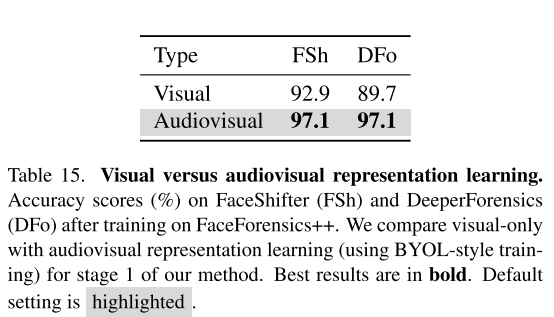 Type FSh DFo
Visual 92.9 89.7
Audiovisual 97.1 97.1
Table 15. Visual versus audiovisual representation learning.
Accuracy scores (%) on FaceShifter (FSh) and DeeperForensics
(DFo) after training on FaceForensics++. We compare visual-only
with audiovisual representation learning (using BYOL-style train-
ing) for stage 1 of our method. Best results are in bold. Default
setting is highlighted .